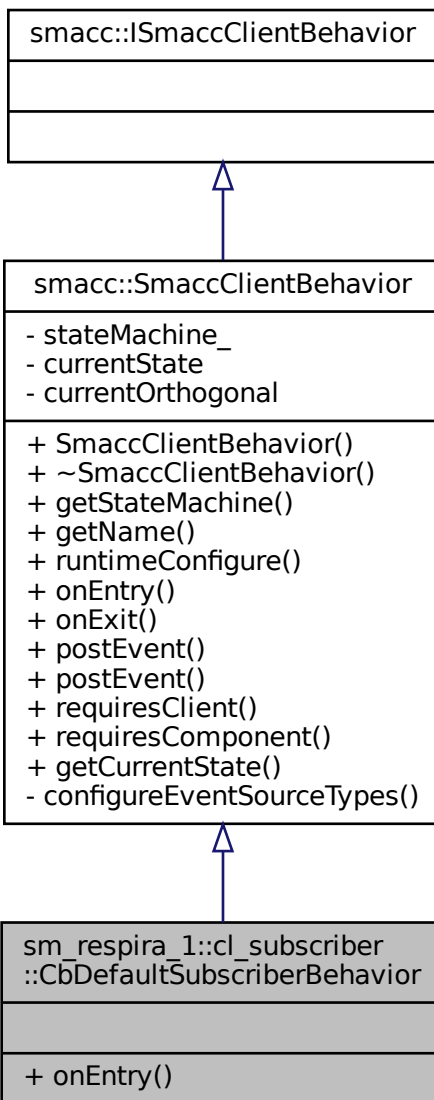 smacc::ISmaccClientBehavior
smacc::SmaccClientBehavior
- stateMachine_
- currentState
- currentOrthogonal
+ SmaccClientBehavior()
+ ~SmaccClientBehavior()
+ getStateMachine()
+ getName()
+ runtimeConfigure()
+ onEntry()
+ onExit()
+ postEvent()
+ postEvent()
+ requiresClient()
+ requiresComponent()
+ getCurrentState()
- configureEventSourceTypes()
sm_respira_1::cl_subscriber
::CbDefaultSubscriberBehavior
+ onEntry()